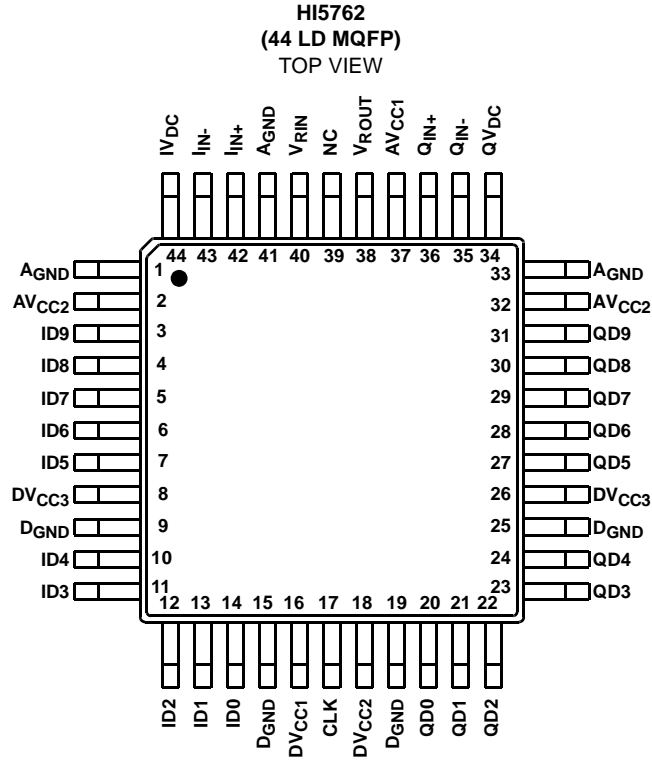 HI5762
(44 LD MQFP)
TOP VIEW
IVDC
IIN-
IIN+
AGND
VRIN
NC
VROUT
AVCC1
QIN+
QIN-
QVDC
44 43 42 41 40 39 38 37 36 35 34
AGND 1 33 AGND
AVCC2 2 32 AVCC2
ID9 3 31 QD9
ID8 4 30 QD8
ID7 5 29 QD7
ID6 6 28 QD6
ID5 7 27 QD5
DVCC3 8 26 DVCC3
DGND 9 25 DGND
ID4 10 24 QD4
ID3 11 23 QD3
12 13 14 15 16 17 18 19 20 21 22
ID2
ID1
ID0
DGND
DVCC1
CLK
DVCC2
DGND
QD0
QD1
QD2